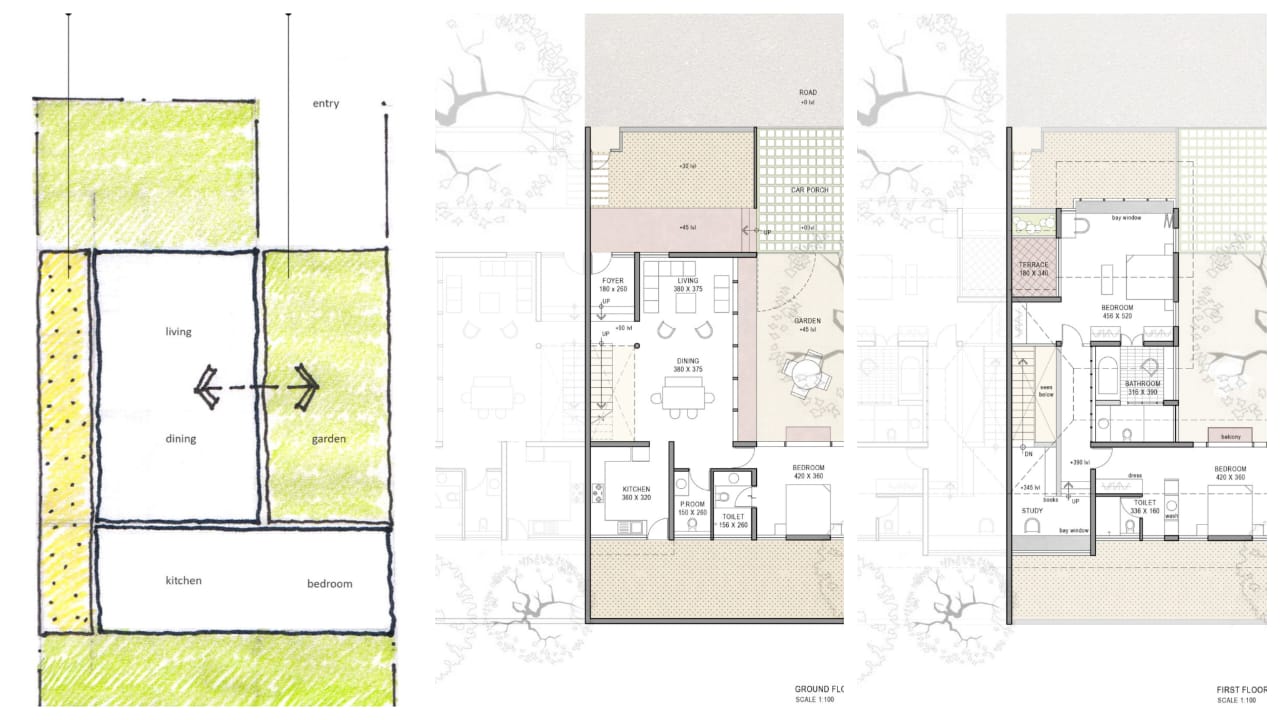 entry
living
dining
garden
kitchen
bedroom
ROAD
+0 lvl
+30 lvl
CAR PORCH
+45 lvl
UP
FOYER
180 x 260
LIVING
380 X 375
UP
+90 lvl
UP
GARDEN
+45 lvl
DINING
380 X 375
KITCHEN
360 X 320
P.ROOM
150 X 260
TOILET
156 X 260
BEDROOM
420 X 360
GROUND FLO
SCALE 1:100
bay window
TERRACE
180 X 340
BEDROOM
456 X 520
BATHROOM
316 X 390
seen
below
DN
+390 lvl
balcony
+345 lvl
books
UP
dress
BEDROOM
420 X 360
STUDY
TOILET
336 X 160
wash
bay window
FIRST FLOOR
SCALE 1:100